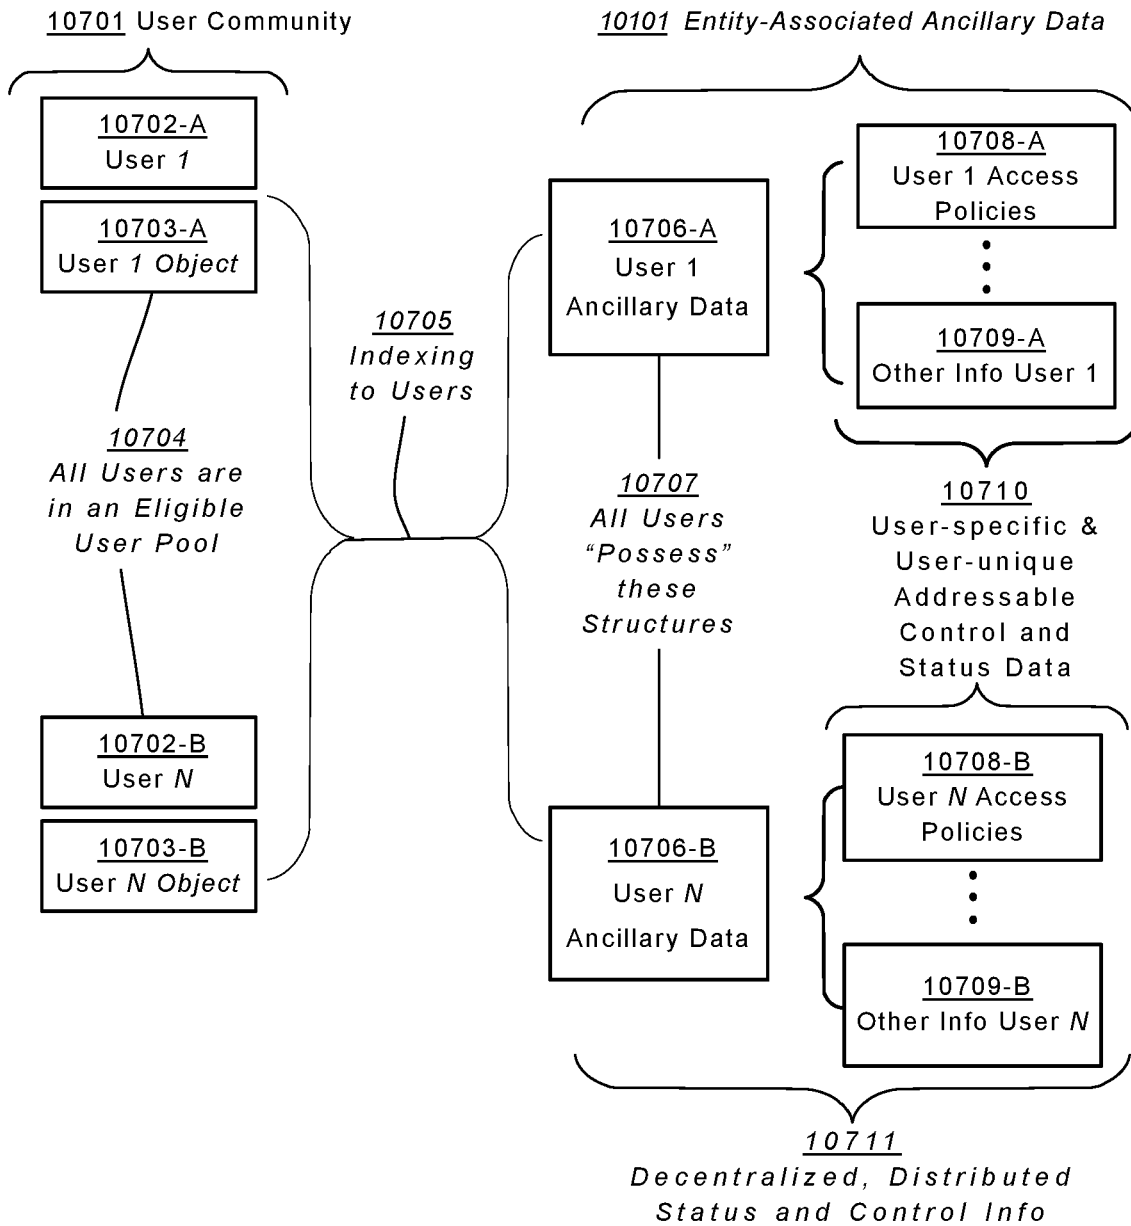 10701 User Community
10101 Entity-Associated Ancillary Data
10702-A
User 1
10703-A
User 1 Object
10704
All Users are
in an Eligible
User Pool
10702-B
User N
10703-B
User N Object
10705
Indexing
to Users
10706-A
User 1
Ancillary Data
10707
All Users
“Possess”
these
Structures
10706-B
User N
Ancillary Data
10708-A
User 1 Access
Policies
10709-A
Other Info User 1
10710
User-specific &
User-unique
Addressable
Control and
Status Data
10708-B
User N Access
Policies
10709-B
Other Info User N
10711
Decentralized, Distributed
Status and Control Info